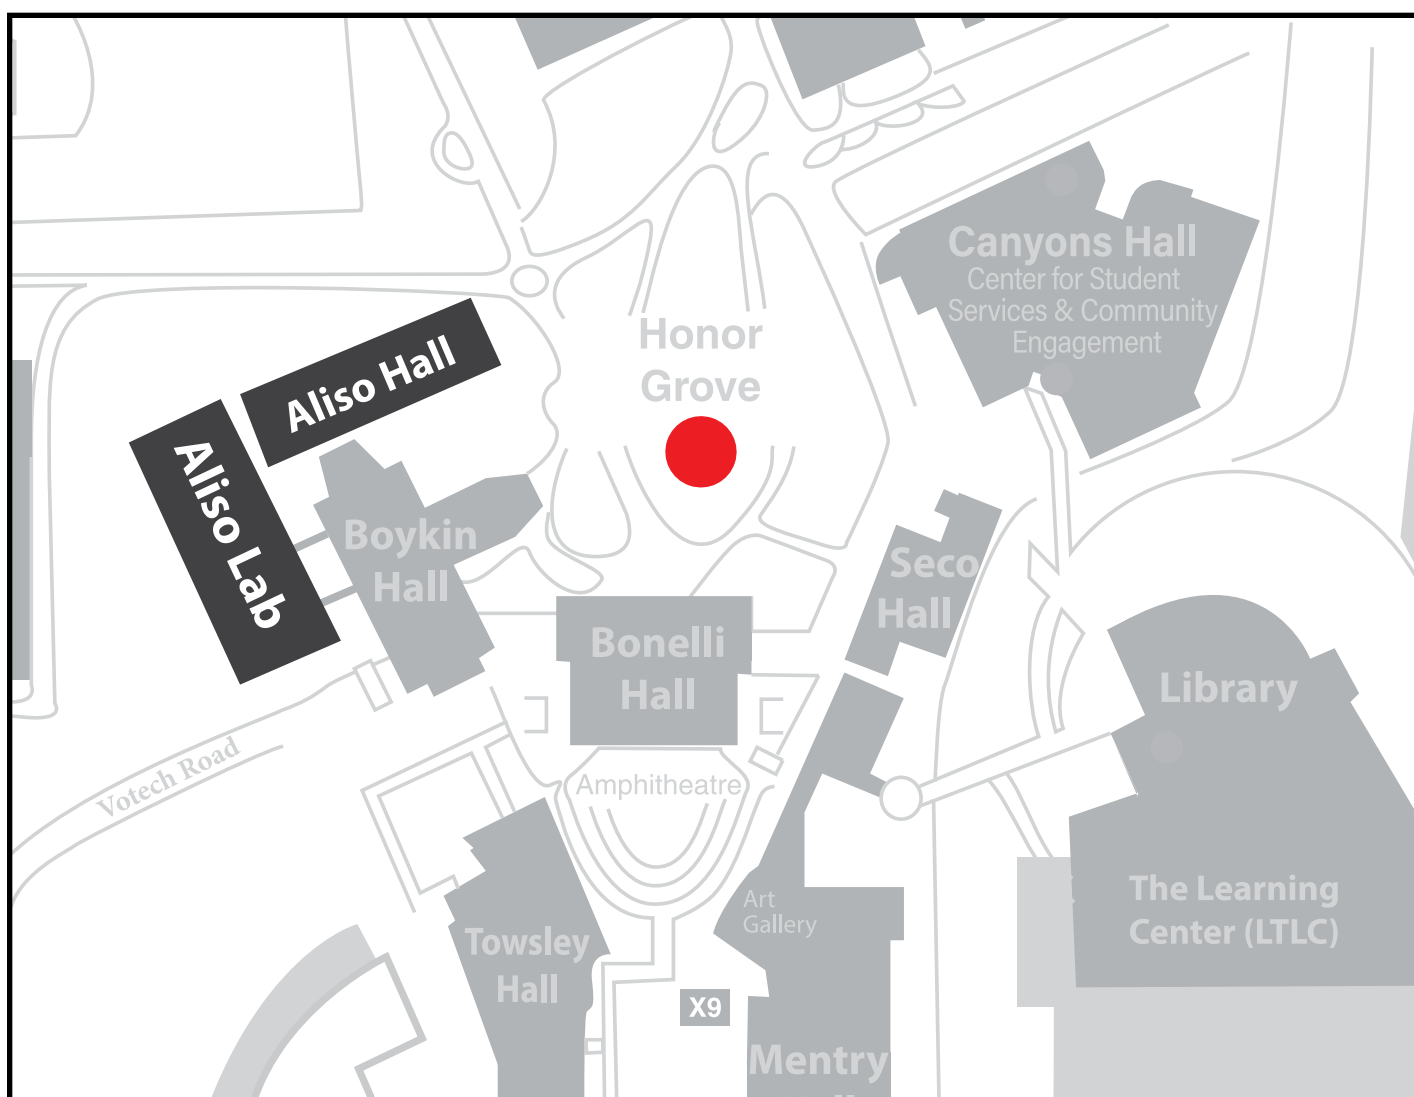 Canyons Hall
Center for Student
Services & Community
Engagement
Honor
Grove
Aliso Hall
Aliso Lab
Boykin
Hall
Seco
Hall
Bonelli
Hall
Library
Votech Road
Amphitheatre
Art
Gallery
The Learning
Center (LTLC)
Towsley
Hall
X9
Mentry